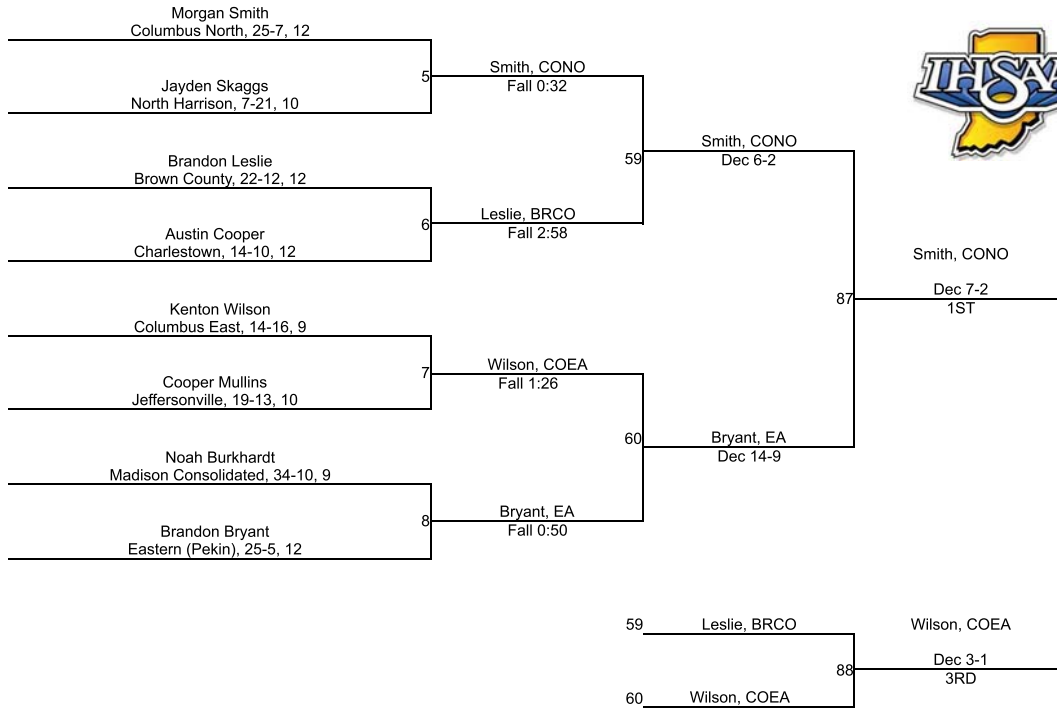 Morgan Smith
Columbus North, 25-7, 12
Jayden Skaggs
North Harrison, 7-21, 10
5
Smith, CONO
Fall 0:32
Brandon Leslie
Brown County, 22-12, 12
Austin Cooper
Charlestown, 14-10, 12
6
Leslie, BRCO
Fall 2:58
59
Smith, CONO
Dec 6-2
Kenton Wilson
Columbus East, 14-16, 9
Cooper Mullins
Jeffersonville, 19-13, 10
7
Wilson, COEA
Fall 1:26
Noah Burkhardt
Madison Consolidated, 34-10, 9
Brandon Bryant
Eastern (Pekin), 25-5, 12
8
Bryant, EA
Fall 0:50
60
Bryant, EA
Dec 14-9
87
Smith, CONO
Dec 7-2
1ST
IHSAA
59
Leslie, BRCO
60
Wilson, COEA
88
Wilson, COEA
Dec 3-1
3RD